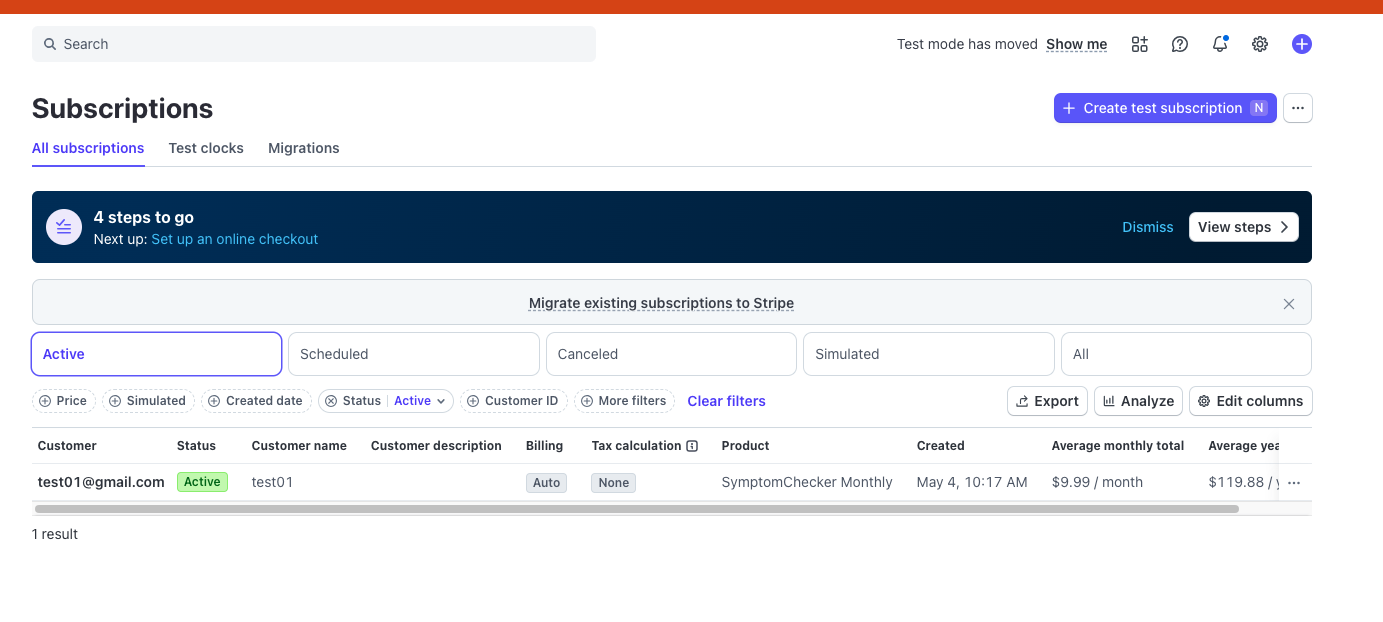 Search
Test mode has moved Show me
Subscriptions
Create test subscription N
All subscriptions Test clocks Migrations
4 steps to go
Next up: Set up an online checkout
Dismiss View steps
Migrate existing subscriptions to Stripe
Active Scheduled Canceled Simulated All
Price Simulated Created date Status Active Customer ID More filters Clear filters Export Analyze Edit columns
Customer Status Customer name Customer description Billing Tax calculation Product Created Average monthly total Average yea
test01@gmail.com Active test01 Auto None SymptomChecker Monthly May 4, 10:17 AM $9.99 / month $119.88 / y
1 result